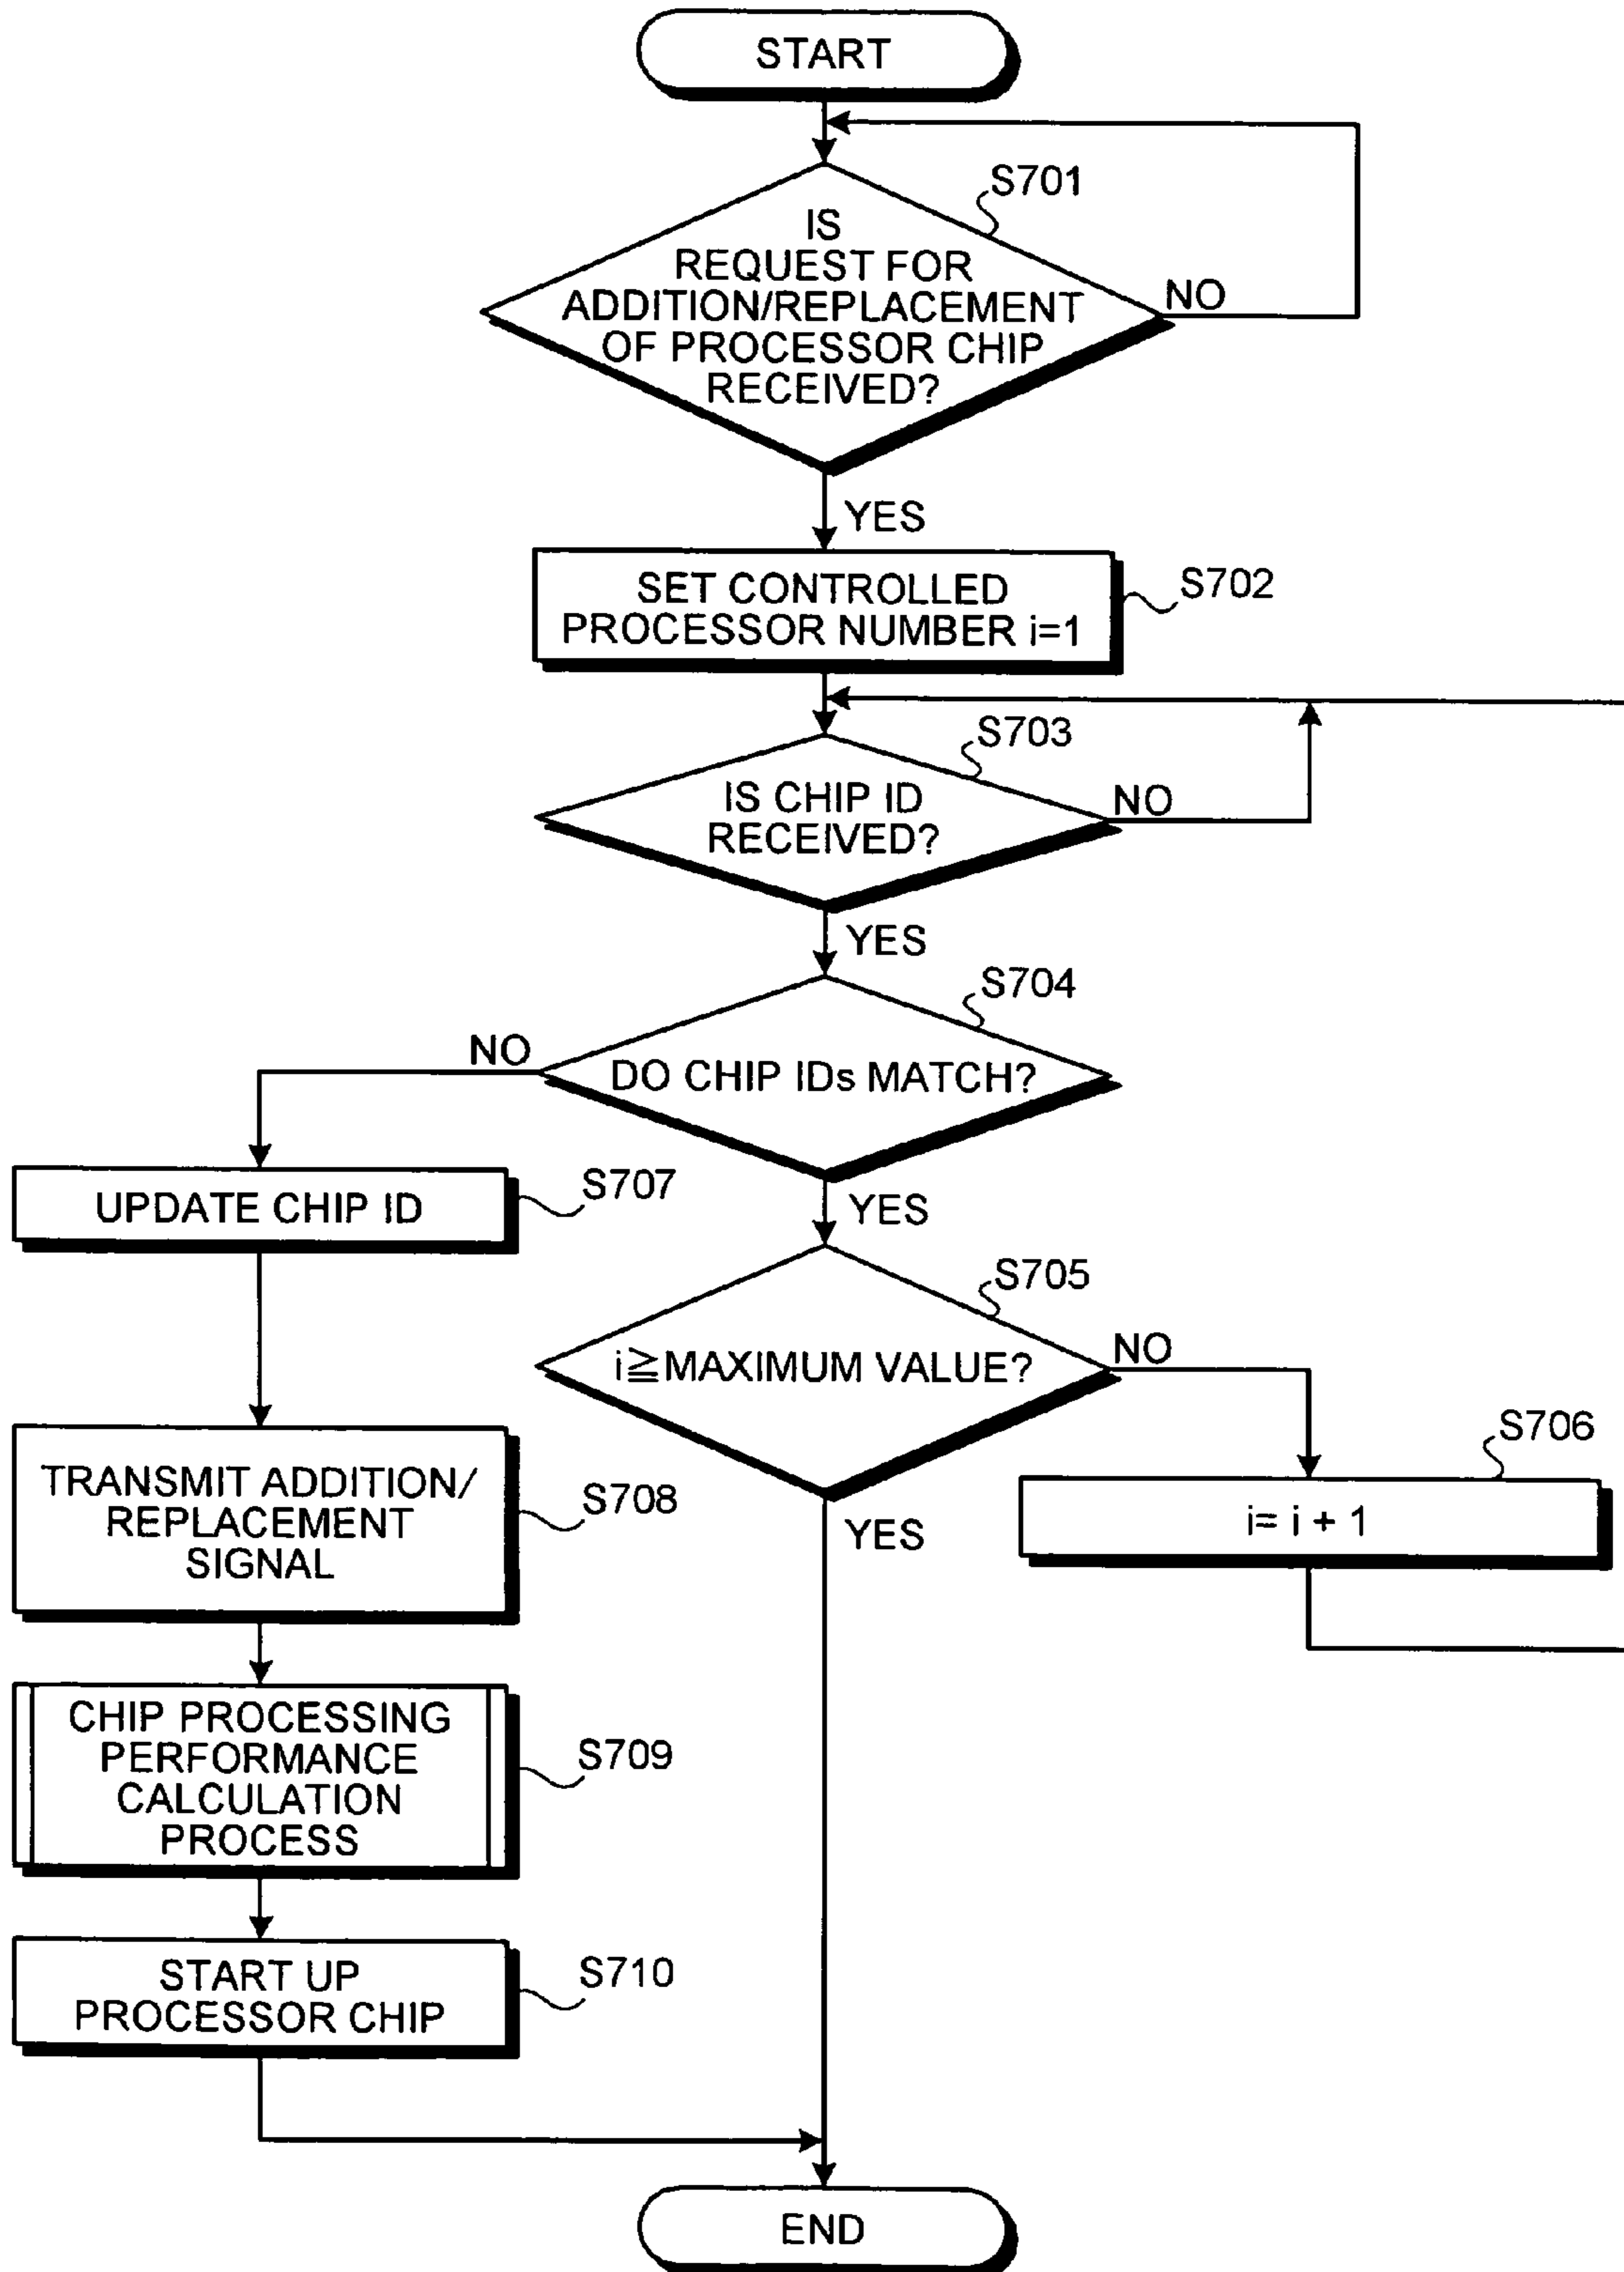 START
S701
IS
REQUEST FOR
ADDITION/REPLACEMENT
OF PROCESSOR CHIP
RECEIVED?
NO
YES
SET CONTROLLED
PROCESSOR NUMBER i=1
S702
S703
IS CHIP ID
RECEIVED?
NO
YES
S704
NO
DO CHIP IDs MATCH?
YES
S707
UPDATE CHIP ID
S705
i≧MAXIMUM VALUE?
NO
YES
S706
i= i + 1
TRANSMIT ADDITION/
REPLACEMENT
SIGNAL
S708
CHIP PROCESSING
PERFORMANCE
CALCULATION
PROCESS
S709
START UP
PROCESSOR CHIP
S710
END